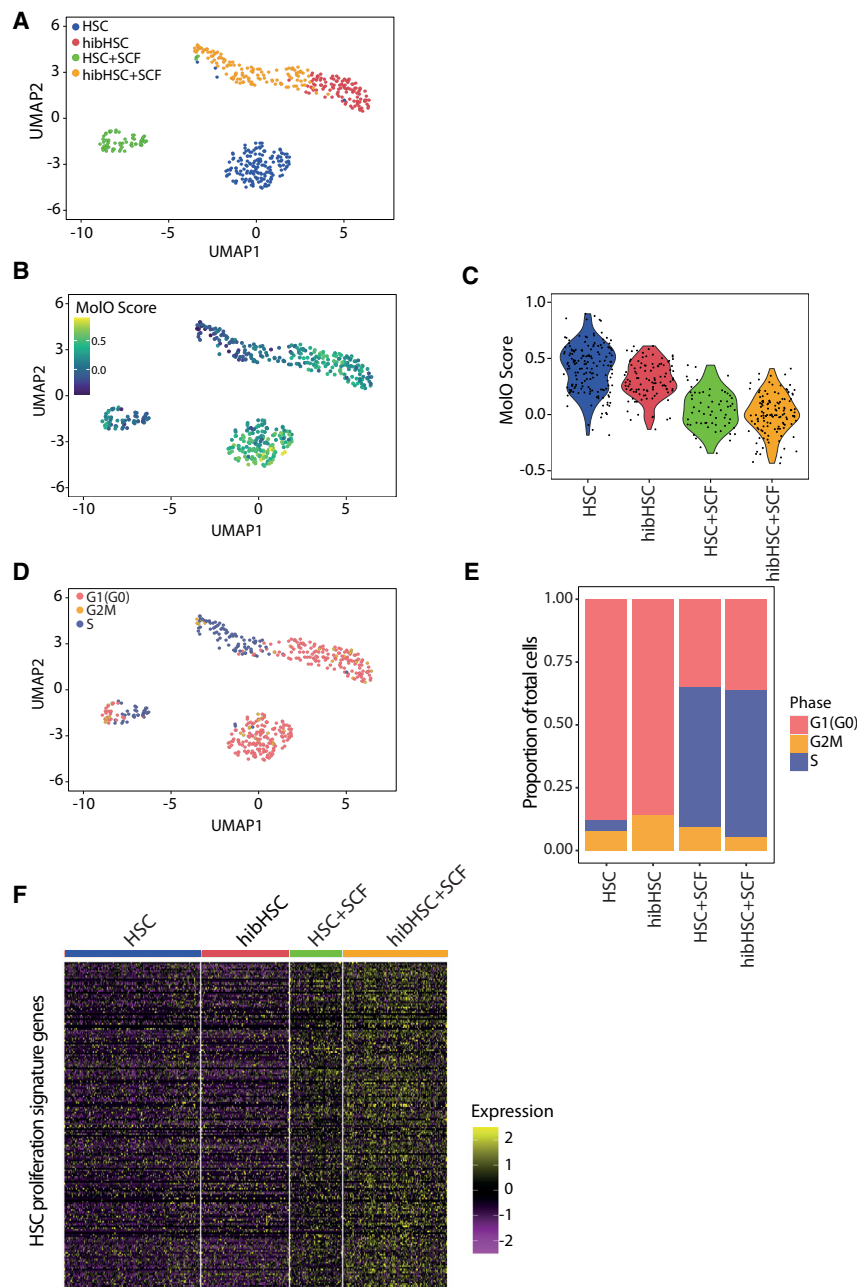 A
HSC
hibHSC
HSC+SCF
hibHSC+SCF
6
3
0
-3
-6
UMAP2
-10
-5
0
5
UMAP1
B
MolO Score
0.5
0.0
6
3
0
-3
-6
UMAP2
-10
-5
0
5
UMAP1
C
1.0
0.5
0.0
-0.5
MolO Score
HSC
hibHSC
HSC+SCF
hibHSC+SCF
D
G1(G0)
G2M
S
6
3
0
-3
-6
UMAP2
-10
-5
0
5
UMAP1
E
1.00
0.75
0.50
0.25
0.00
Proportion of total cells
HSC
hibHSC
HSC+SCF
hibHSC+SCF
Phase
G1(G0)
G2M
S
F
HSC
hibHSC
HSC+SCF
hibHSC+SCF
HSC proliferation signature genes
Expression
2
1
0
-1
-2